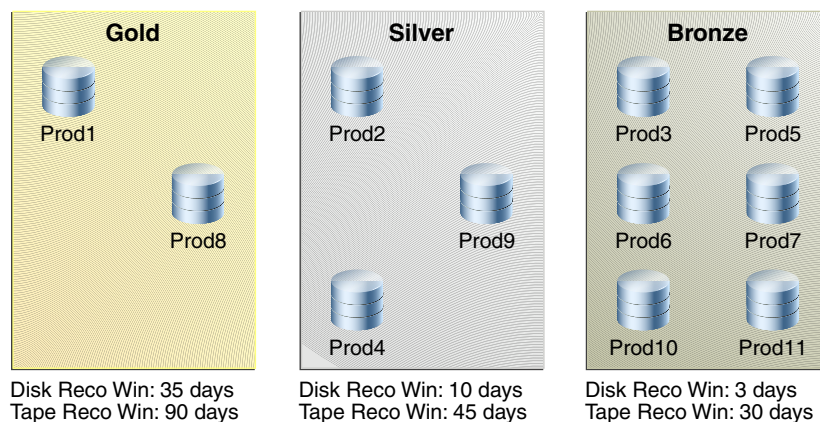 Gold
Prod1
Prod8
Disk Reco Win: 35 days
Tape Reco Win: 90 days
Silver
Prod2
Prod9
Prod4
Disk Reco Win: 10 days
Tape Reco Win: 45 days
Bronze
Prod3 Prod5
Prod6 Prod7
Prod10 Prod11
Disk Reco Win: 3 days
Tape Reco Win: 30 days